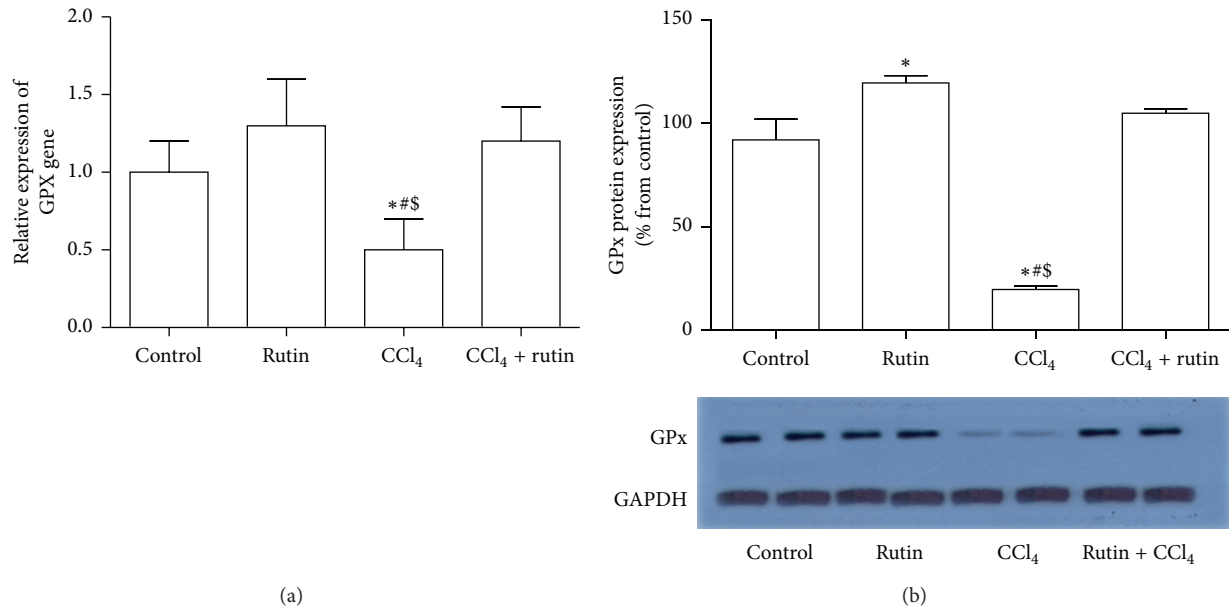 2.0
1.5
1.0
0.5
0.0
Relative expression of
GPX gene
*#$
Control Rutin CCl₄ CCl₄ + rutin
(a)
150
100
50
0
GPx protein expression
(% from control)
*
*#$
Control Rutin CCl₄ CCl₄ + rutin
GPx
GAPDH
Control Rutin CCl₄ Rutin + CCl₄
(b)